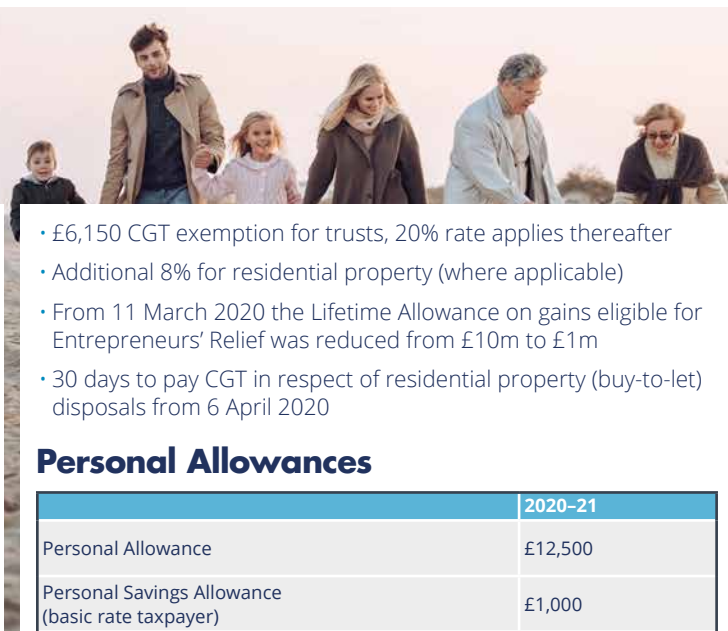 • £6,150 CGT exemption for trusts, 20% rate applies thereafter
• Additional 8% for residential property (where applicable)
• From 11 March 2020 the Lifetime Allowance on gains eligible for
Entrepreneurs’ Relief was reduced from £10m to £1m
• 30 days to pay CGT in respect of residential property (buy-to-let)
disposals from 6 April 2020
Personal Allowances
2020–21
Personal Allowance £12,500
Personal Savings Allowance
(basic rate taxpayer) £1,000